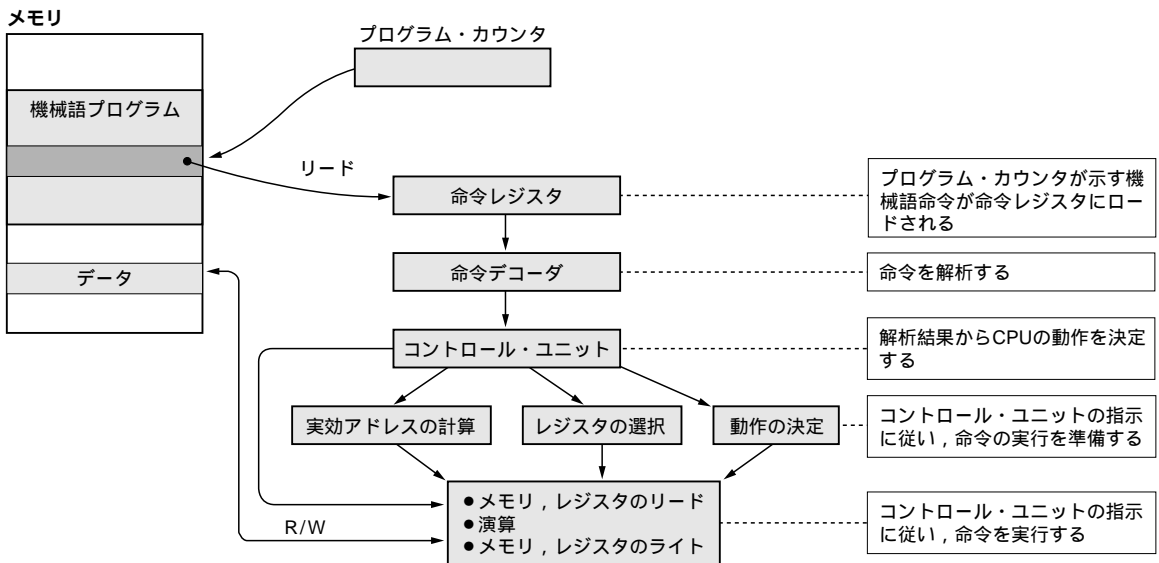 メモリ
プログラム・カウンタ
機械語プログラム
リード
命令レジスタ
プログラム・カウンタが示す機
械語命令が命令レジスタにロー
ドされる
データ
命令デコーダ
命令を解析する
コントロール・ユニット
解析結果からCPUの動作を決定
する
実効アドレスの計算
レジスタの選択
動作の決定
コントロール・ユニットの指示
に従い，命令の実行を準備する
R/W
●メモリ，レジスタのリード
●演算
●メモリ，レジスタのライト
コントロール・ユニットの指示
に従い，命令を実行する